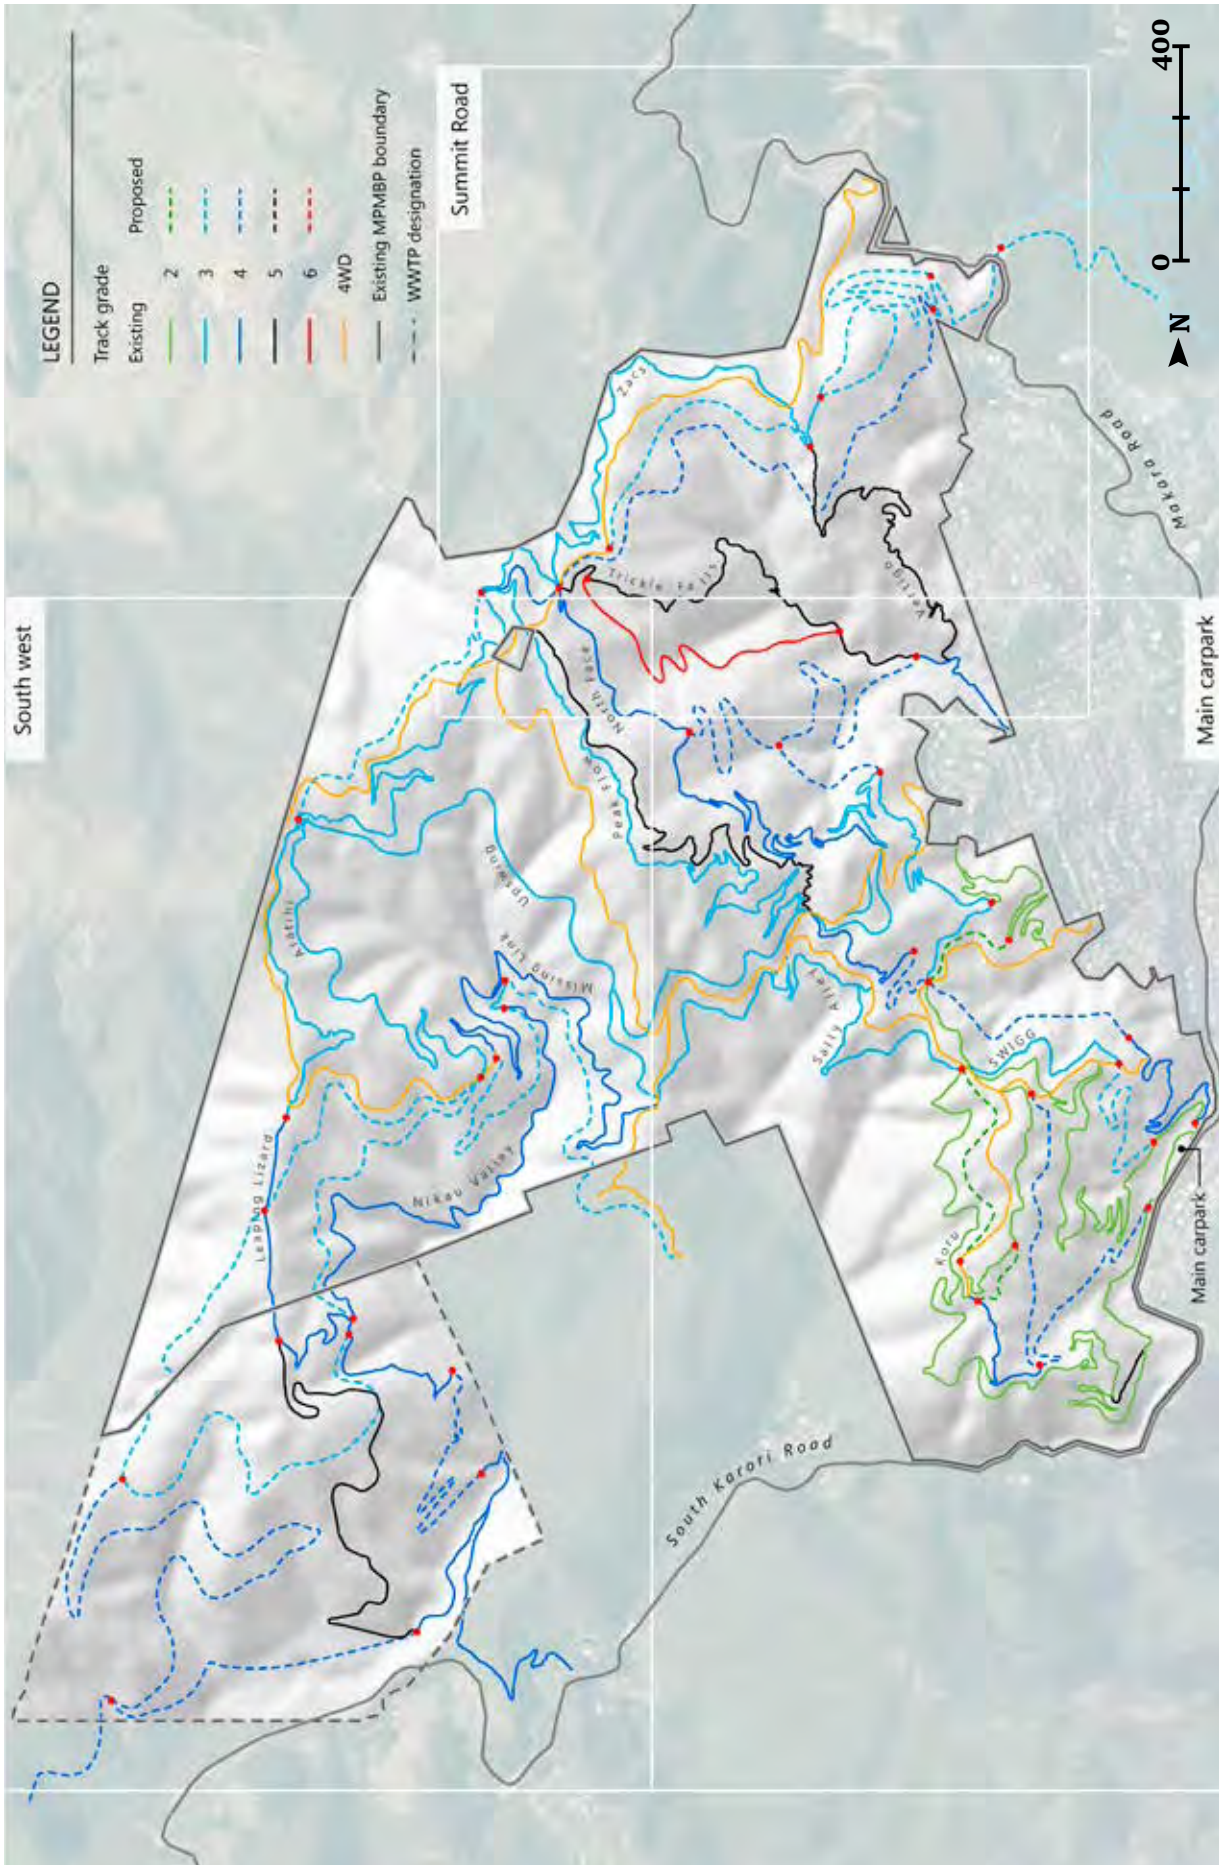 LEGEND
Track grade
Existing
Proposed
2
3
4
5
6
4WD
Existing MPMBP boundary
WWTP designation
South west
Summit Road
Main carpark
Zacs
Trickle Falls
Vertigo
North Face
Peak Flow
Upswing
Missing Link
Aratihi
Leaping Lizard
Nikau Valley
Sally Alley
SWIGG
Koru
Main carpark
Makara Road
South Karori Road
N
0
400